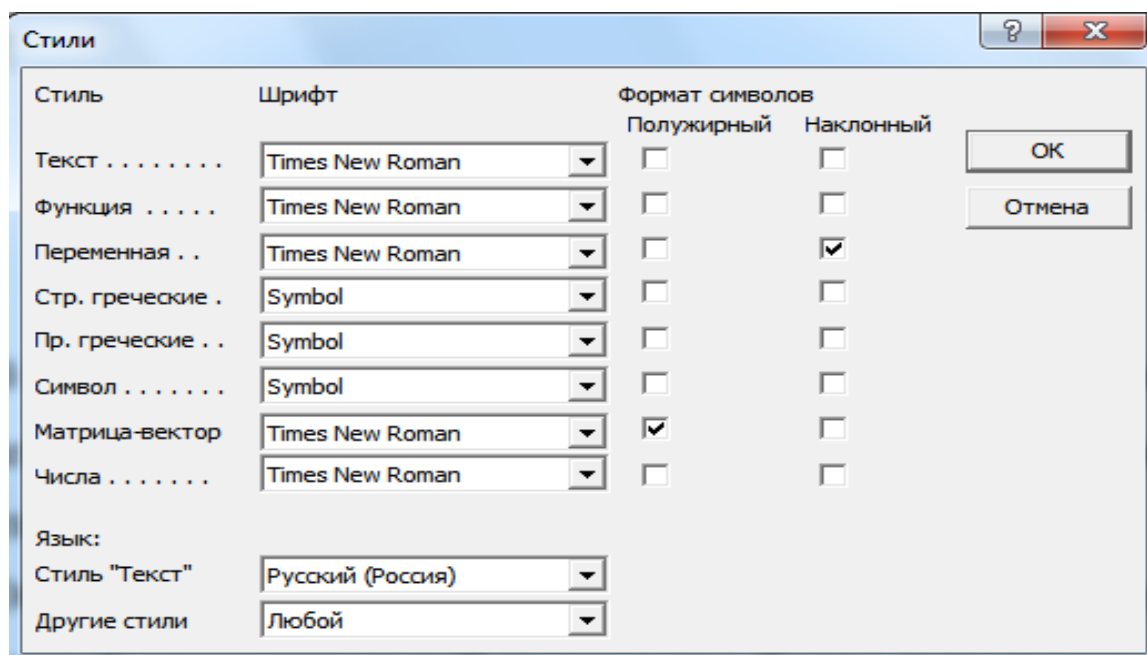 Стили
Стиль Шрифт Формат символов
Полужирный Наклонный
Текст . . . . . . . . Times New Roman OK
Функция . . . . . Times New Roman Отмена
Переменная . . Times New Roman
Стр. греческие . Symbol
Пр. греческие . . Symbol
Символ . . . . . . . Symbol
Матрица-вектор Times New Roman
Числа . . . . . . . Times New Roman
Язык:
Стиль "Текст" Русский (Россия)
Другие стили Любой